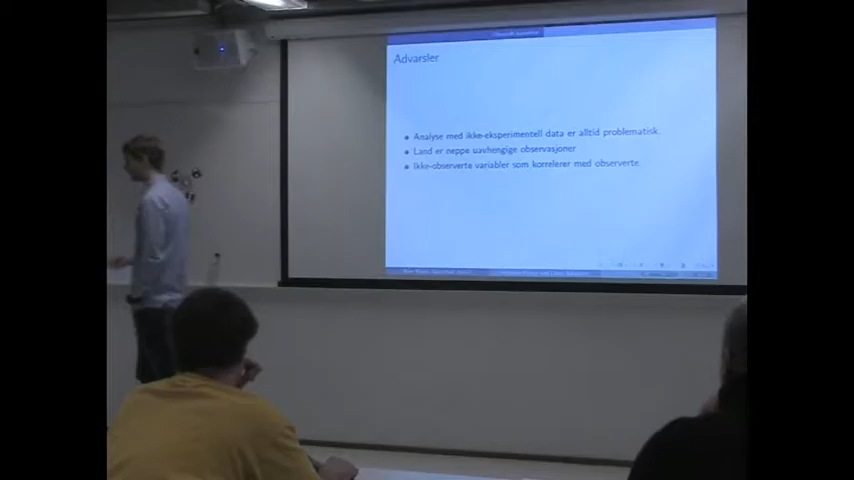 Advarsler
Analyse med ikke-eksperimentell data er alltid problematisk
Land er neppe uavhengige observasjoner
Ikke-observerte variabler som korrelerer med observerte